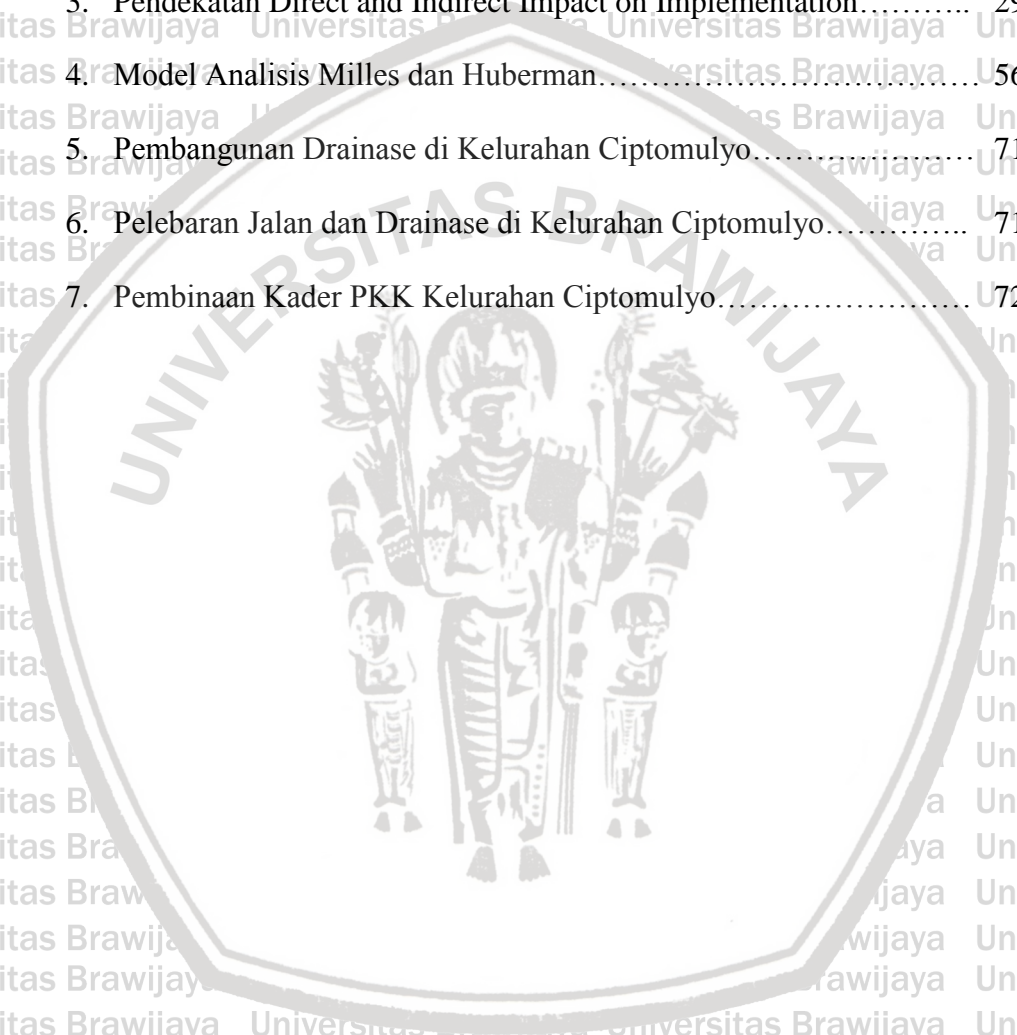 3. Pendekatan Direct and Indirect Impact on Implementation……….. 29
4. Model Analisis Milles dan Huberman……………………………… 56
5. Pembangunan Drainase di Kelurahan Ciptomulyo………………… 71
6. Pelebaran Jalan dan Drainase di Kelurahan Ciptomulyo………….. 71
7. Pembinaan Kader PKK Kelurahan Ciptomulyo…………………… 72
UNIVERSITAS BRAWIJAYA